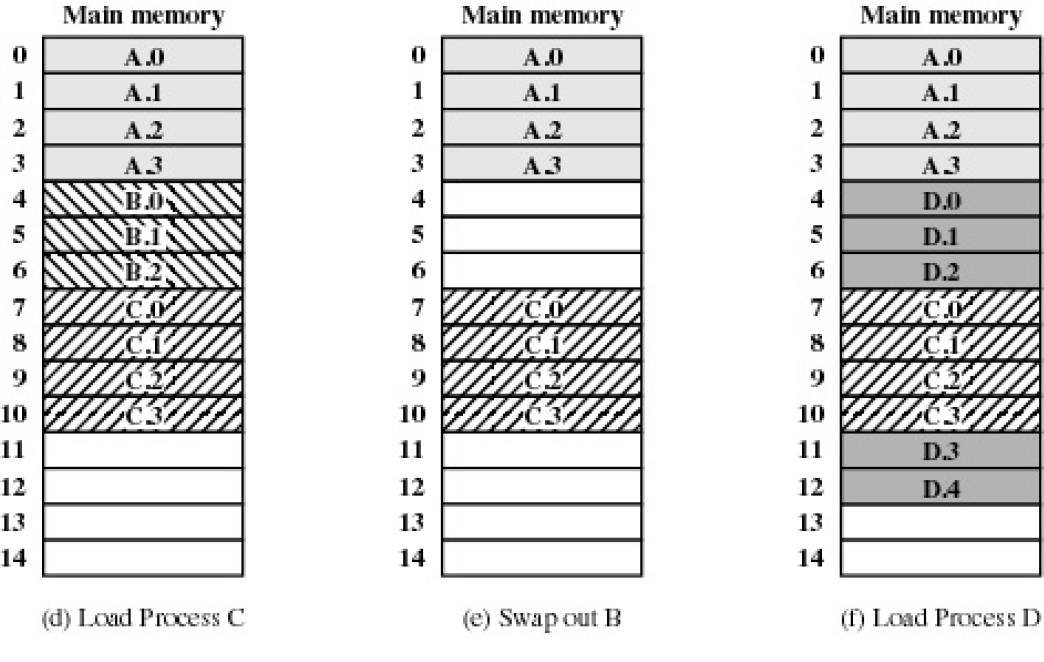 Main memory Main memory Main memory
0 A.0 0 A.0 0 A.0
1 A.1 1 A.1 1 A.1
2 A.2 2 A.2 2 A.2
3 A.3 3 A.3 3 A.3
4 B.0 4 4 D.0
5 B.1 5 5 D.1
6 B.2 6 6 D.2
7 C.0 7 C.0 7 C.0
8 C.1 8 C.1 8 C.1
9 C.2 9 C.2 9 C.2
10 C.3 10 C.3 10 C.3
11 11 11 D.3
12 12 12 D.4
13 13 13
14 14 14
(d) Load Process C (e) Swap out B (f) Load Process D